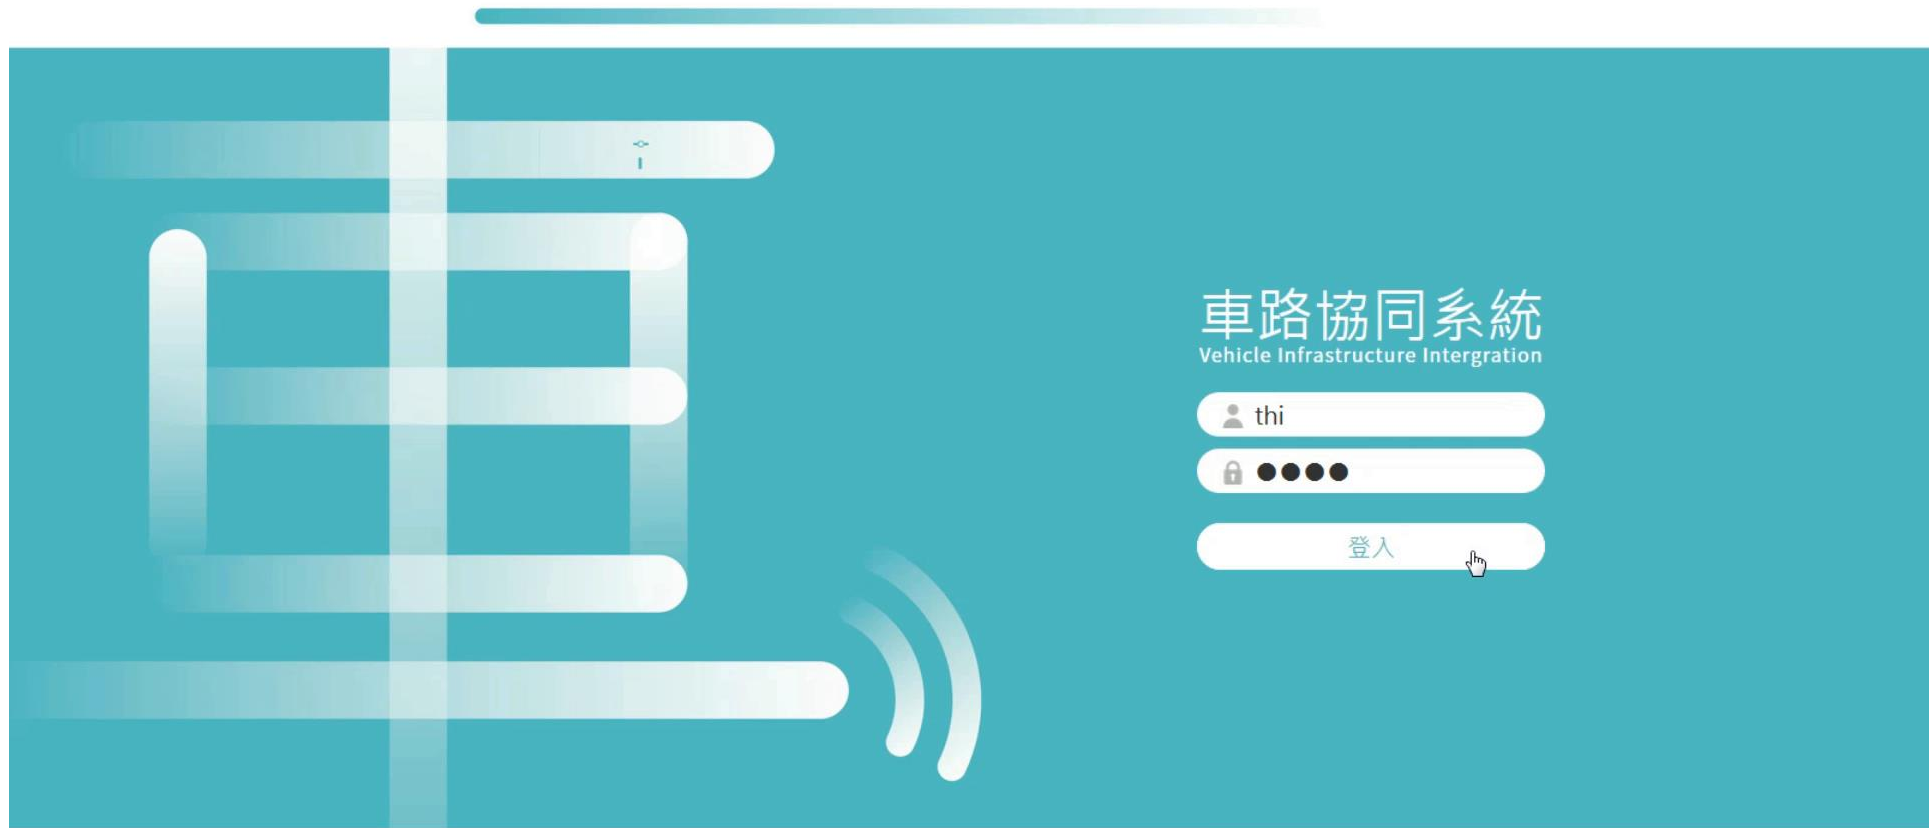 車路協同系統
Vehicle Infrastructure Intergration
thi
●●●●
登入